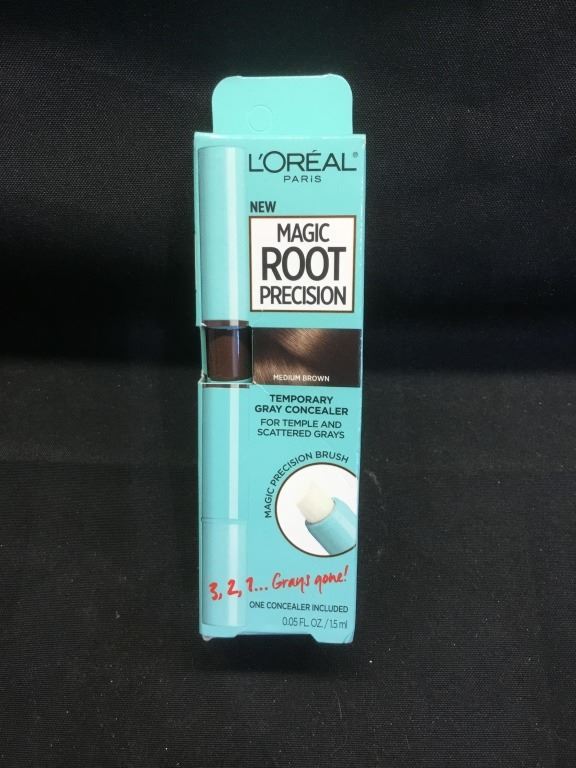 L'ORÉAL®
PARIS
NEW
MAGIC
ROOT
PRECISION
MEDIUM BROWN
TEMPORARY
GRAY CONCEALER
FOR TEMPLE AND
SCATTERED GRAYS
MAGIC PRECISION BRUSH
3, 2, 1... Grays gone!
ONE CONCEALER INCLUDED
0.05 FL. OZ./1.5 ml